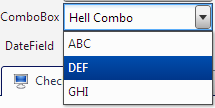 ComboBox Hell Combo
ABC
DateField
DEF
Chec
GHI